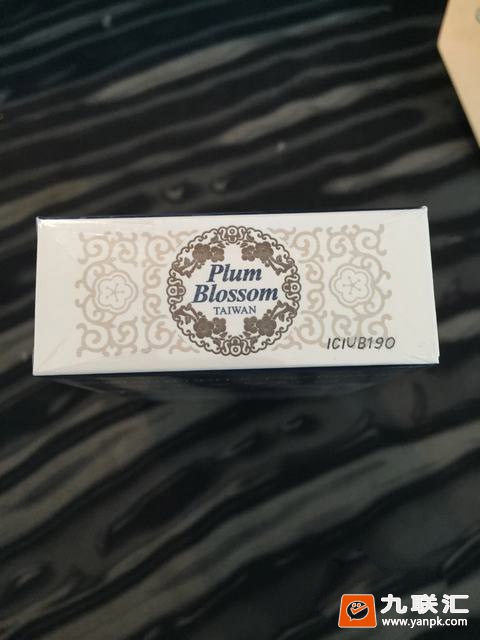 Plum
Blossom
TAIWAN
ICIUB190
九联汇
www.yanpk.com